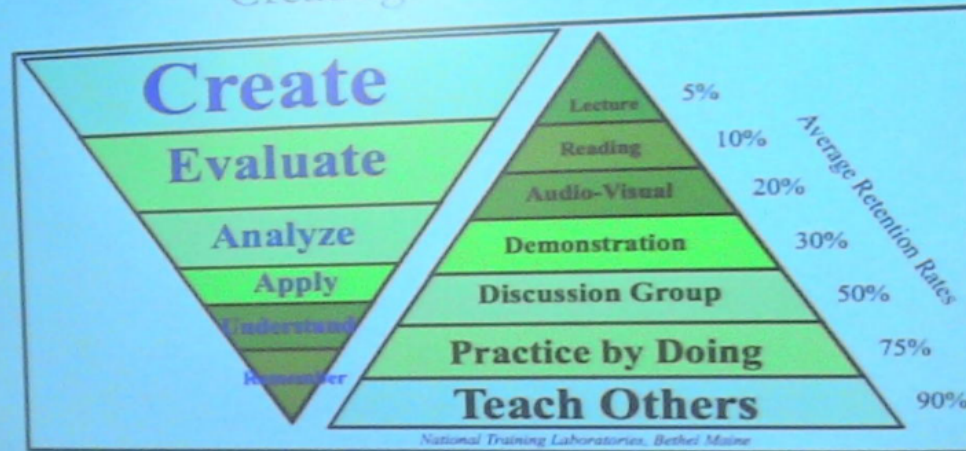 Create
Evaluate
Analyze
Apply
Understand
Remember
Lecture 5%
Reading 10%
Audio-Visual 20%
Demonstration 30%
Discussion Group 50%
Practice by Doing 75%
Teach Others 90%
Average Retention Rates
National Training Laboratories, Bethel Maine